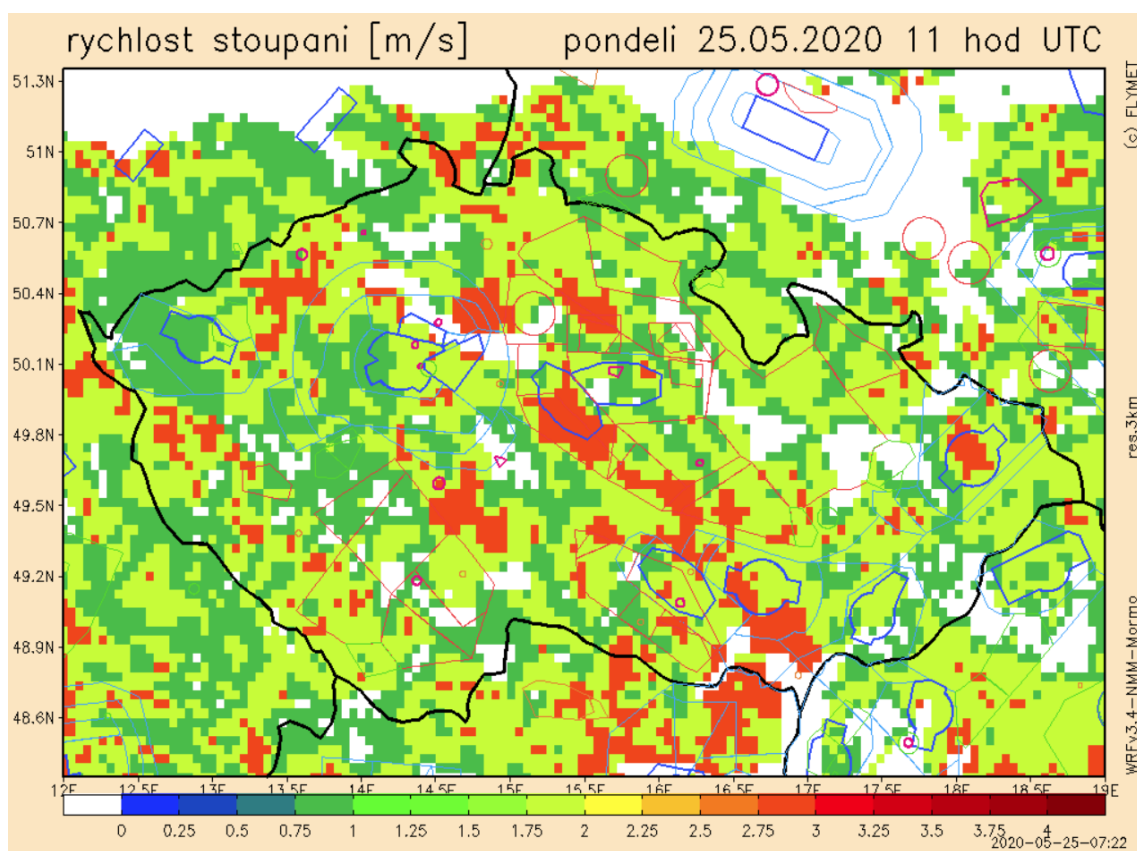 rychlost stoupani [m/s] pondeli 25.05.2020 11 hod UTC
51.3N
51N
50.7N
50.4N
50.1N
49.8N
49.5N
49.2N
48.9N
48.6N
12E 12.5E 13E 13.5E 14E 14.5E 15E 15.5E 16E 16.5E 17E 17.5E 18E 18.5E 19E
0 0.25 0.5 0.75 1 1.25 1.5 1.75 2 2.25 2.5 2.75 3 3.25 3.5 3.75 4
2020-05-25-07:22
(c) FLYMET
res.3km
WRFv3.4-NMM-Mormo